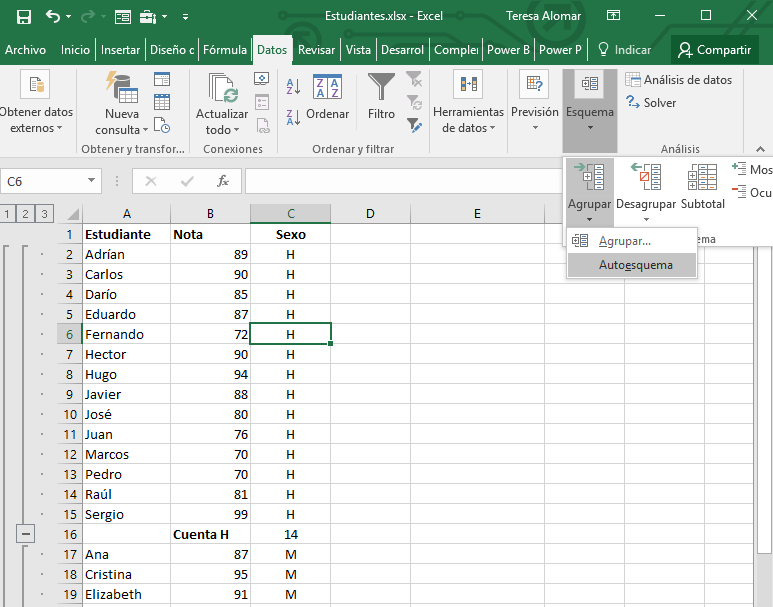 Estudiantes.xlsx - Excel Teresa Alomar
Archivo Inicio Insertar Diseño c Fórmula Datos Revisar Vista Desarrol Complei Power B Power P Indicar Compartir
Obtener datos externos
Nueva consulta
Obtener y transfor...
Actualizar todo
Conexiones
Ordenar
Filtro
Ordenar y filtrar
Herramientas de datos
Previsión
Esquema
Análisis de datos
Solver
Análisis
Agrupar Desagrupar Subtotal
Mos
Ocu
ema
Agrupar...
Autoesquema
C6 fx
1 2 3 A B C D E
1 Estudiante Nota Sexo
2 Adrían 89 H
3 Carlos 90 H
4 Darío 85 H
5 Eduardo 87 H
6 Fernando 72 H
7 Hector 90 H
8 Hugo 94 H
9 Javier 88 H
10 José 80 H
11 Juan 76 H
12 Marcos 70 H
13 Pedro 70 H
14 Raúl 81 H
15 Sergio 99 H
16 Cuenta H 14
17 Ana 87 M
18 Cristina 95 M
19 Elizabeth 91 M